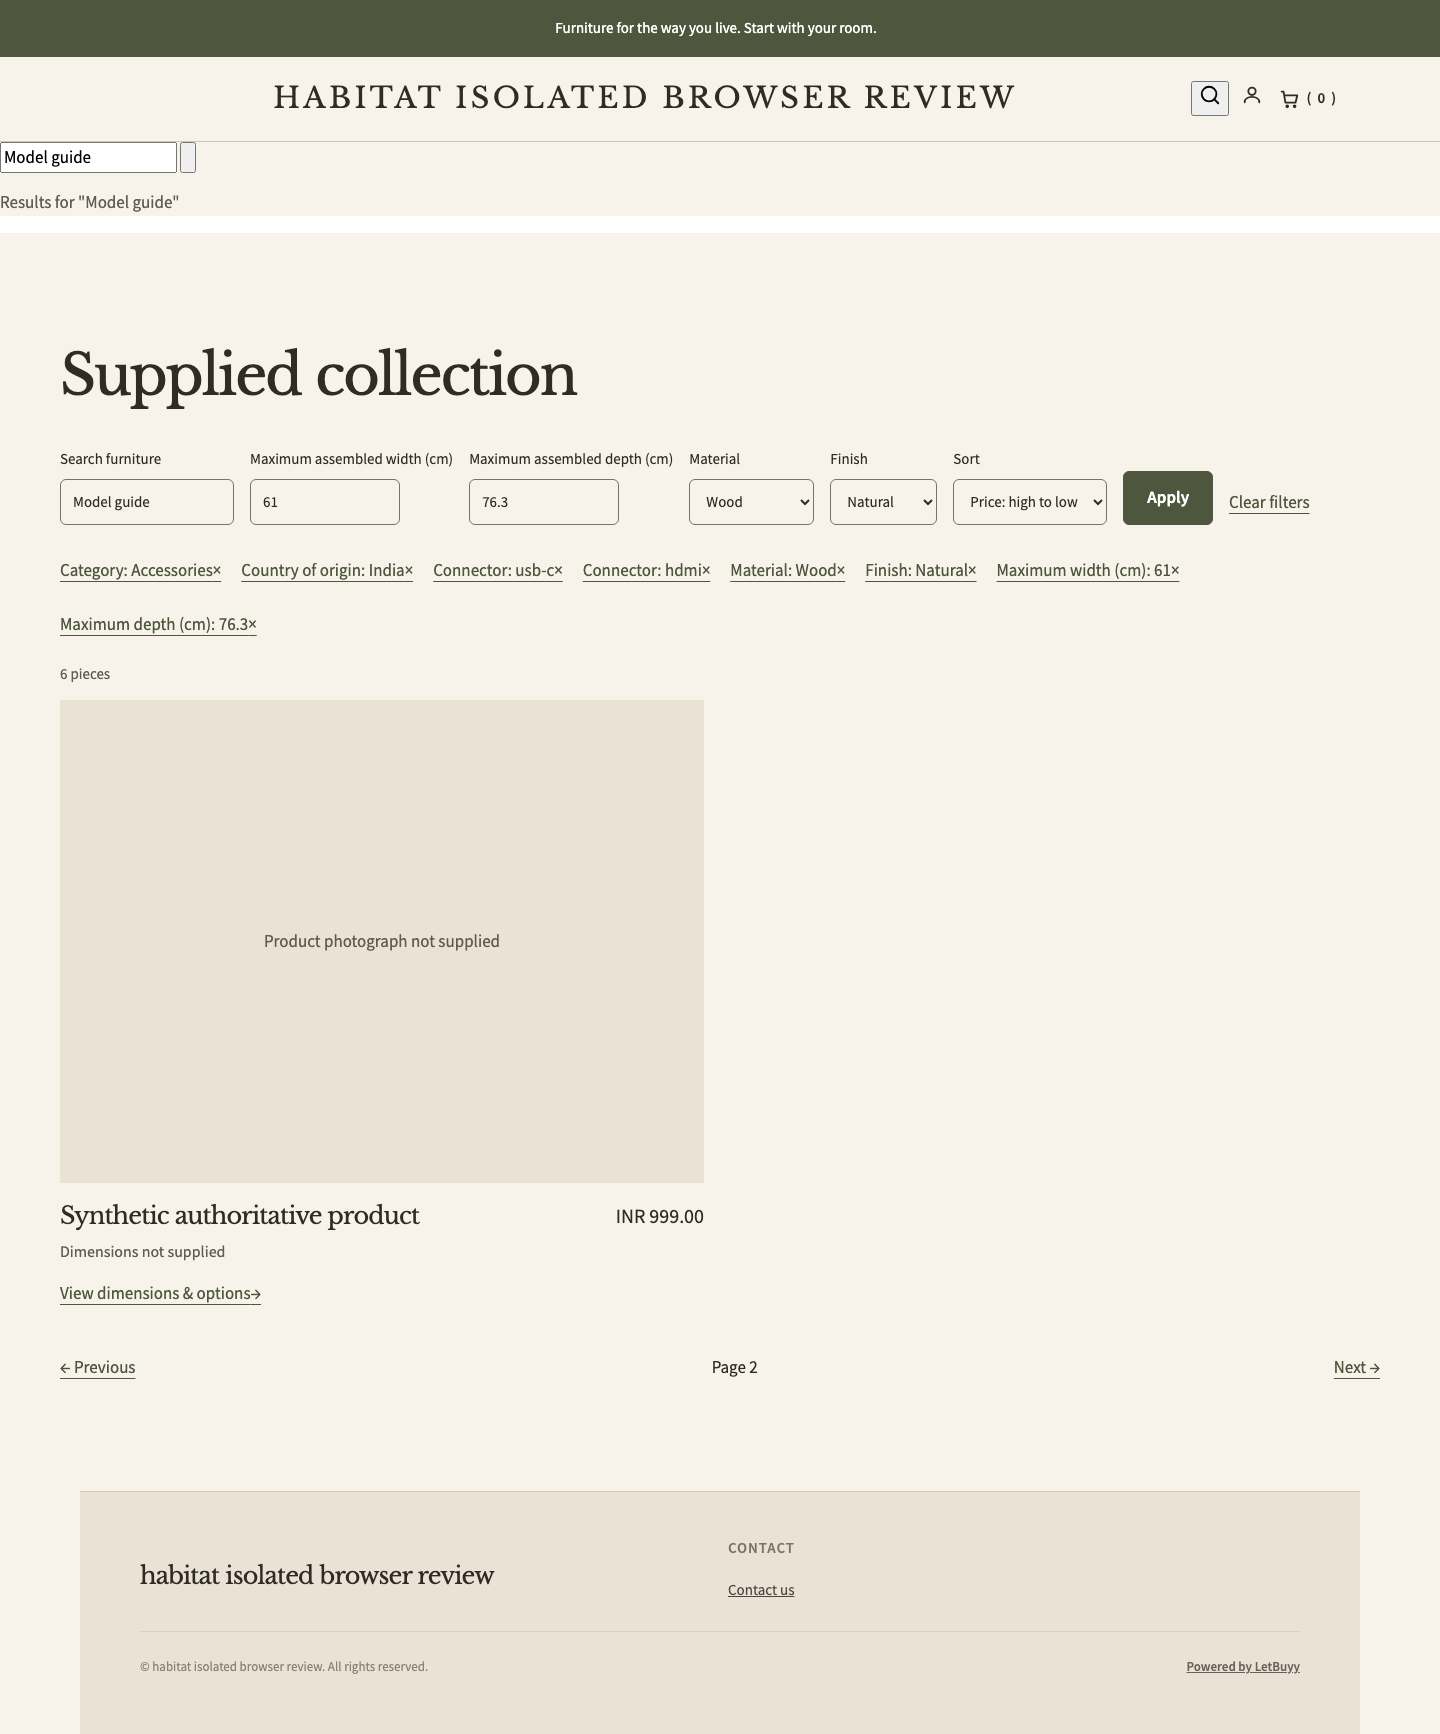 Furniture for the way you live. Start with your room.
HABITAT ISOLATED BROWSER REVIEW
( 0 )
Model guide
Results for "Model guide"
Supplied collection
Search furniture Maximum assembled width (cm) Maximum assembled depth (cm) Material Finish Sort
Model guide 61 76.3 Wood Natural Price: high to low Apply Clear filters
Category: Accessories× Country of origin: India× Connector: usb-c× Connector: hdmi× Material: Wood× Finish: Natural× Maximum width (cm): 61×
Maximum depth (cm): 76.3×
6 pieces
Product photograph not supplied
Synthetic authoritative product INR 999.00
Dimensions not supplied
View dimensions & options→
← Previous Page 2 Next →
CONTACT
habitat isolated browser review
Contact us
© habitat isolated browser review. All rights reserved. Powered by LetBuyy